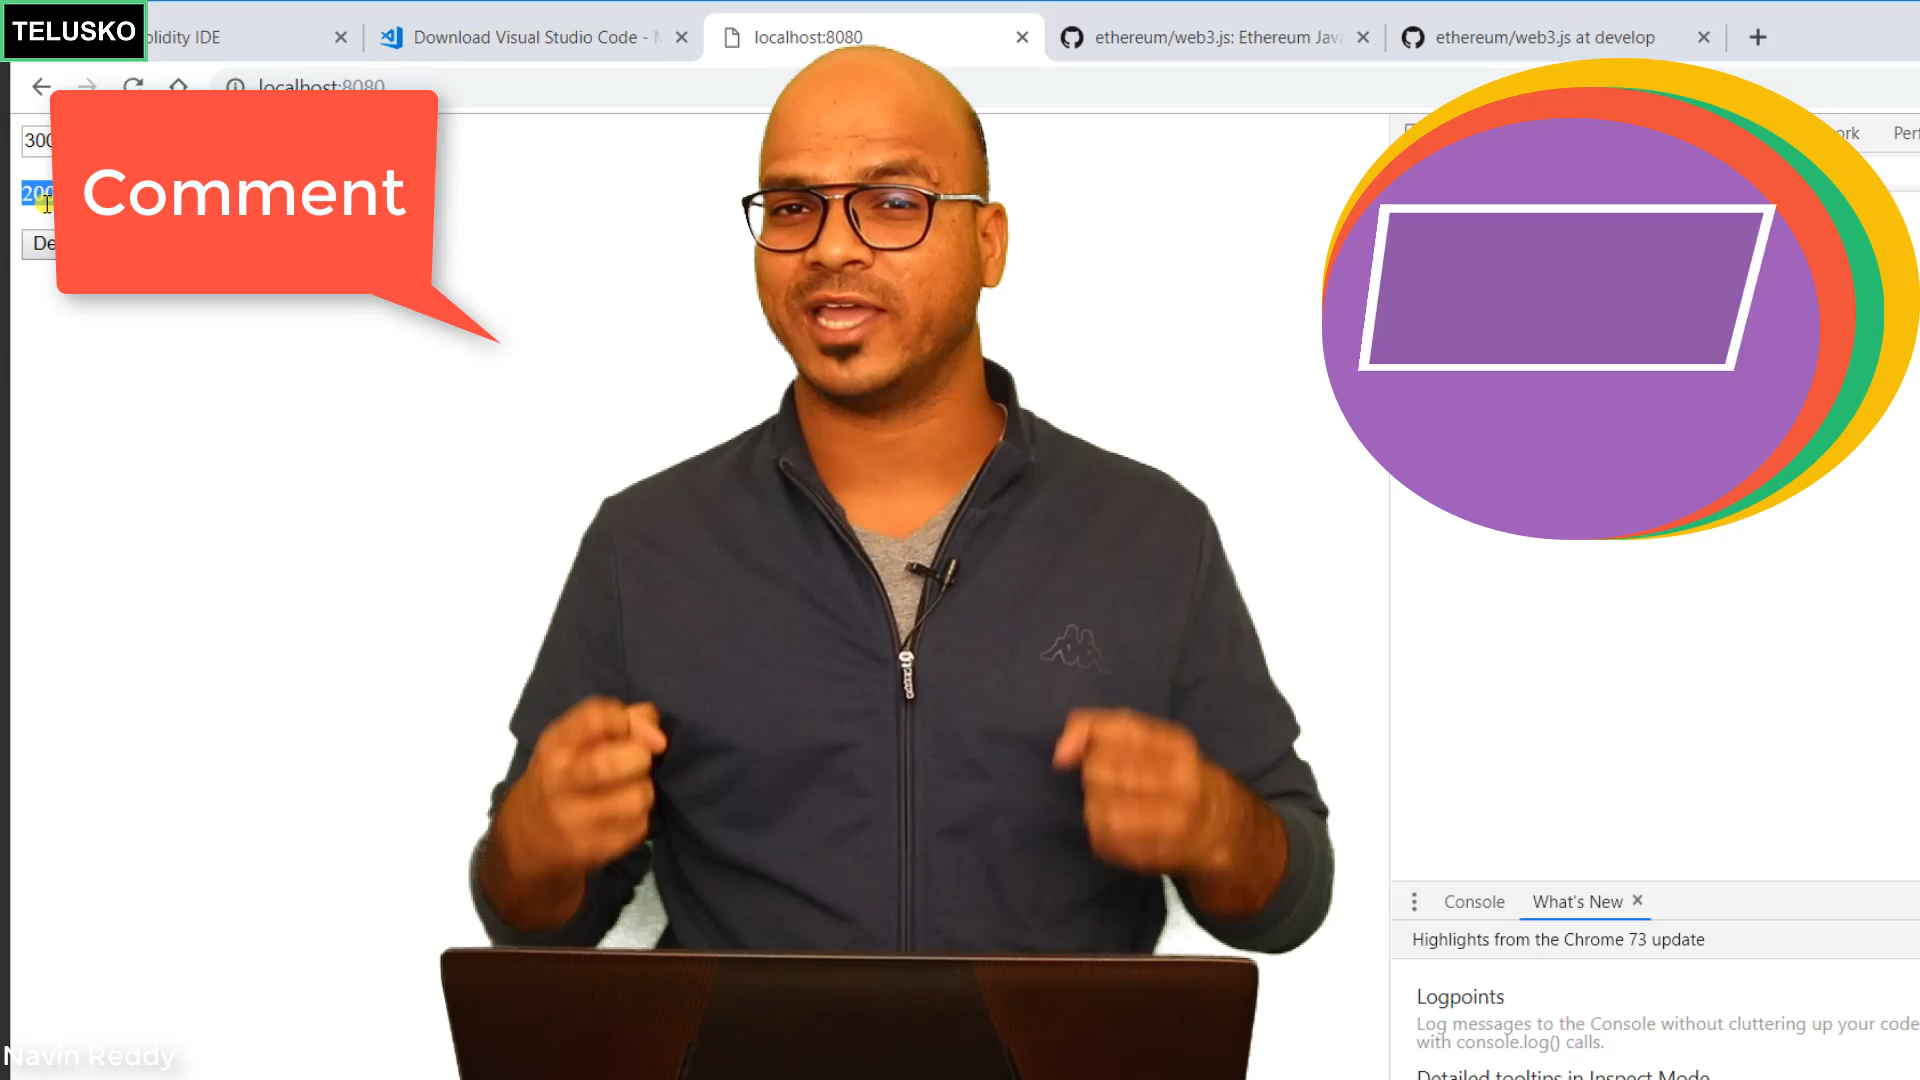 TELUSKO
olidity IDE
Download Visual Studio Code - M
localhost:8080
ethereum/web3.js: Ethereum Jav
ethereum/web3.js at develop
localhost:8080
300
200
De
Comment
ork
Perf
Console
What's New
Highlights from the Chrome 73 update
Logpoints
Log messages to the Console without cluttering up your code
with console.log() calls.
Detailed tooltips in Inspect Mode
Navin Reddy